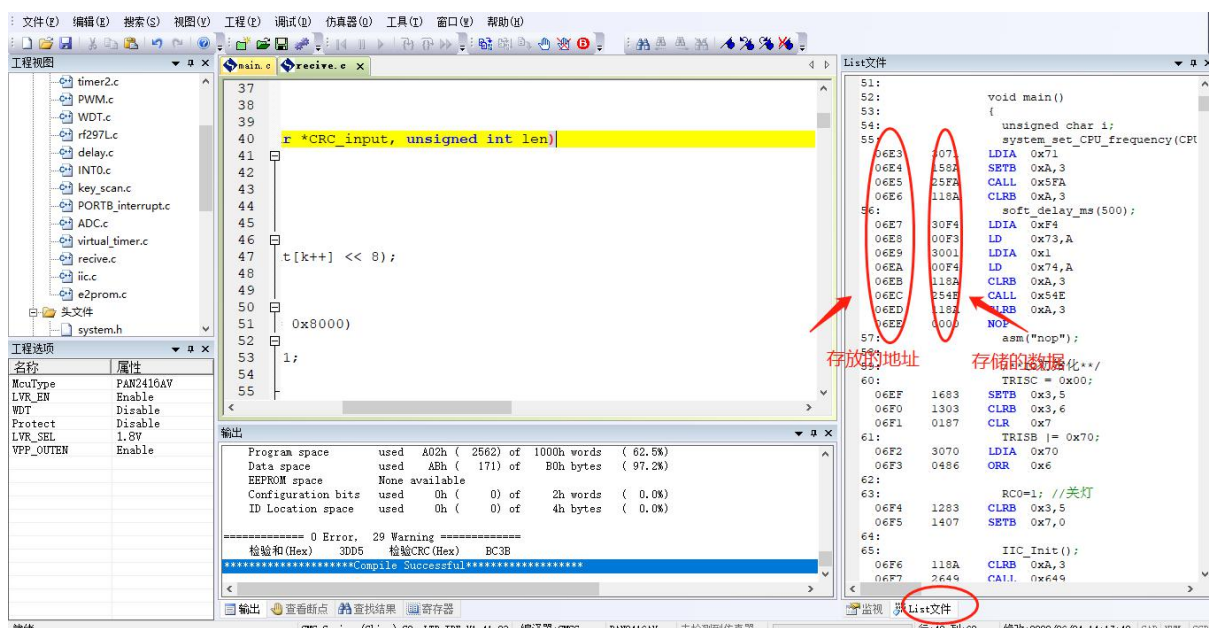 文件(F) 编辑(E) 搜索(S) 视图(V) 工程(P) 调试(D) 仿真器(O) 工具(T) 窗口(W) 帮助(H)
工程视图
timer2.c
PWM.c
WDT.c
rf297L.c
delay.c
INT0.c
key_scan.c
PORTB_interrupt.c
ADC.c
virtual_timer.c
recive.c
iic.c
e2prom.c
头文件
system.h
工程选项
名称 属性
McuType PAN2416AV
LVR_EN Enable
WDT Disable
Protect Disable
LVR_SEL 1.8V
VPP_OUTEN Enable
main.c recive.c x
37
38
39
40 r *CRC_input, unsigned int len)
41
42
43
44
45
46
47 t[k++] << 8);
48
49
50
51 0x8000)
52
53 1;
54
55
输出
Program space used A02h ( 2562) of 1000h words ( 62.5%)
Data space used ABh ( 171) of B0h bytes ( 97.2%)
EEPROM space None available
Configuration bits used 0h ( 0) of 2h words ( 0.0%)
ID Location space used 0h ( 0) of 4h bytes ( 0.0%)
============= 0 Error, 29 Warning =============
检验和(Hex) 3DD5 检验CRC(Hex) BC3B
**********************Compile Successful********************
输出 查看断点 查找结果 寄存器
List文件
51:
52: void main()
53: {
54: unsigned char i;
55: system_set_CPU_frequency(CPU
06E3 3071 LDIA 0x71
06E4 158A SETB 0xA,3
06E5 25FA CALL 0x5FA
06E6 118A CLRB 0xA,3
56: soft_delay_ms(500);
06E7 30F4 LDIA 0xF4
06E8 00F3 LD 0x73,A
06E9 3001 LDIA 0x1
06EA 00F4 LD 0x74,A
06EB 118A CLRB 0xA,3
06EC 254E CALL 0x54E
06ED 118A CLRB 0xA,3
06EE 0000 NOP
57: asm("nop");
存放的地址 存储的数据
59:
60: TRISC = 0x00;
06EF 1683 SETB 0x3,5
06F0 1303 CLRB 0x3,6
06F1 0187 CLR 0x7
61: TRISB |= 0x70;
06F2 3070 LDIA 0x70
06F3 0486 ORR 0x6
62:
63: RC0=1; //关灯
06F4 1283 CLRB 0x3,5
06F5 1407 SETB 0x7,0
64:
65: IIC_Init();
06F6 118A CLRB 0xA,3
06F7 2649 CALL 0x649
监视 List文件